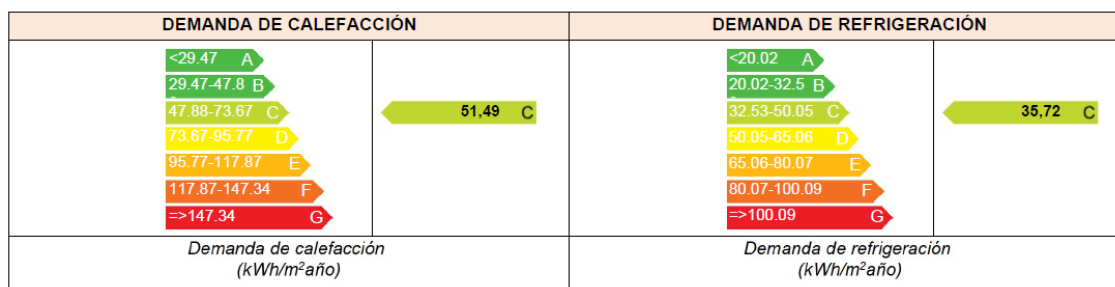 DEMANDA DE CALEFACCIÓN
<29.47 A
29.47-47.8 B
47.88-73.67 C
73.67-95.77 D
95.77-117.87 E
117.87-147.34 F
=>147.34 G
51,49 C
Demanda de calefacción
(kWh/m²año)
DEMANDA DE REFRIGERACIÓN
<20.02 A
20.02-32.5 B
32.53-50.05 C
50.05-65.06 D
65.06-80.07 E
80.07-100.09 F
=>100.09 G
35,72 C
Demanda de refrigeración
(kWh/m²año)